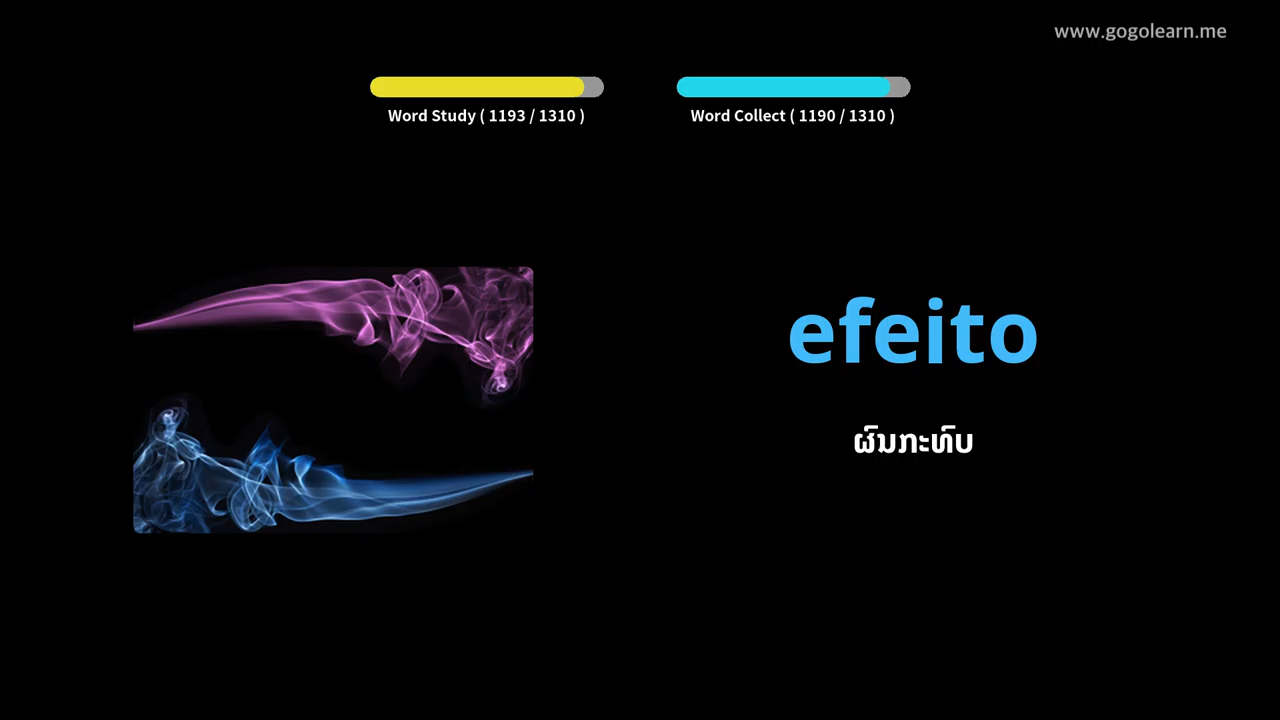 www.gogolearn.me
Word Study ( 1193 / 1310 )
Word Collect ( 1190 / 1310 )
efeito
ຜົນກະທົບ